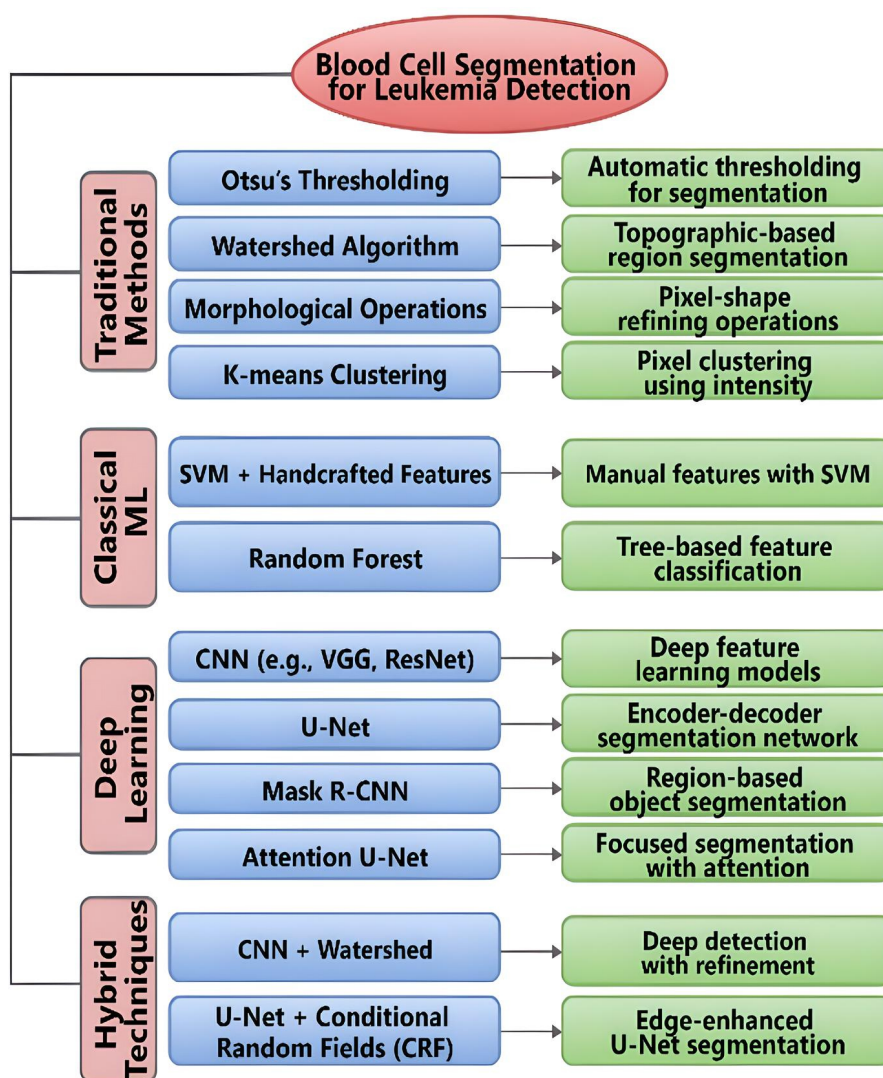 Blood Cell Segmentation
for Leukemia Detection
Traditional
Methods
Otsu's Thresholding
Automatic thresholding
for segmentation
Watershed Algorithm
Topographic-based
region segmentation
Morphological Operations
Pixel-shape
refining operations
K-means Clustering
Pixel clustering
using intensity
Classical
ML
SVM + Handcrafted Features
Manual features with SVM
Random Forest
Tree-based feature
classification
Deep
Learning
CNN (e.g., VGG, ResNet)
Deep feature
learning models
U-Net
Encoder-decoder
segmentation network
Mask R-CNN
Region-based
object segmentation
Attention U-Net
Focused segmentation
with attention
Hybrid
Techniques
CNN + Watershed
Deep detection
with refinement
U-Net + Conditional
Random Fields (CRF)
Edge-enhanced
U-Net segmentation